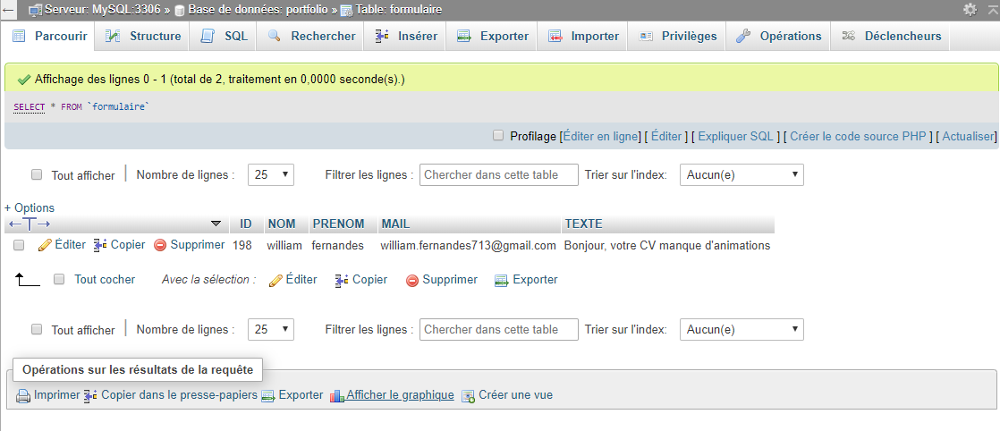 Serveur: MySQL:3306 » Base de données: portfolio » Table: formulaire
Parcourir Structure SQL Rechercher Insérer Exporter Importer Privilèges Opérations Déclencheurs
Affichage des lignes 0 - 1 (total de 2, traitement en 0,0000 seconde(s).)
SELECT * FROM `formulaire`
Profilage [Éditer en ligne] [ Éditer ] [ Expliquer SQL ] [ Créer le code source PHP ] [ Actualiser]
Tout afficher | Nombre de lignes : 25 Filtrer les lignes : Chercher dans cette table Trier sur l'index: Aucun(e)
+ Options
ID NOM PRENOM MAIL TEXTE
Éditer Copier Supprimer 198 william fernandes william.fernandes713@gmail.com Bonjour, votre CV manque d'animations
Tout cocher Avec la sélection : Éditer Copier Supprimer Exporter
Tout afficher | Nombre de lignes : 25 Filtrer les lignes : Chercher dans cette table Trier sur l'index: Aucun(e)
Opérations sur les résultats de la requête
Imprimer Copier dans le presse-papiers Exporter Afficher le graphique Créer une vue